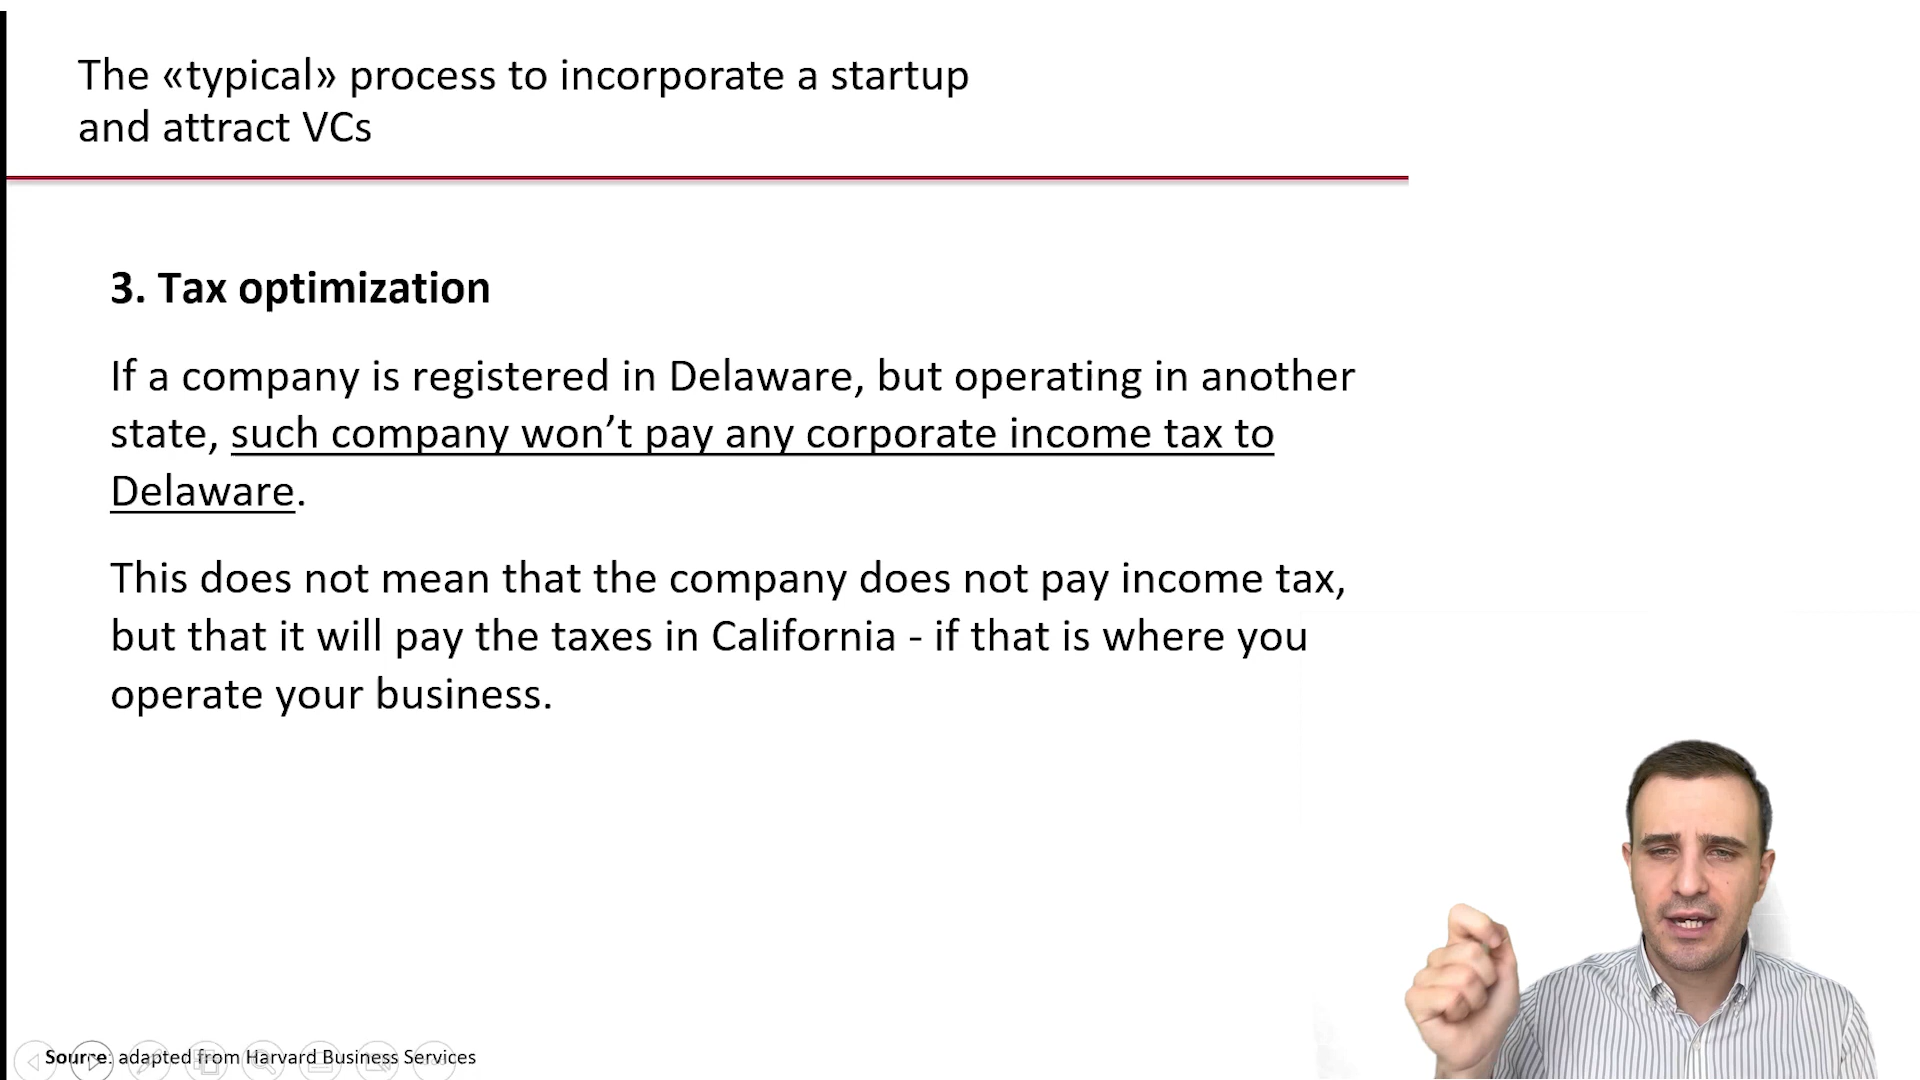 The «typical» process to incorporate a startup
and attract VCs
3. Tax optimization
If a company is registered in Delaware, but operating in another
state, such company won’t pay any corporate income tax to
Delaware.
This does not mean that the company does not pay income tax,
but that it will pay the taxes in California - if that is where you
operate your business.
Source: adapted from Harvard Business Services